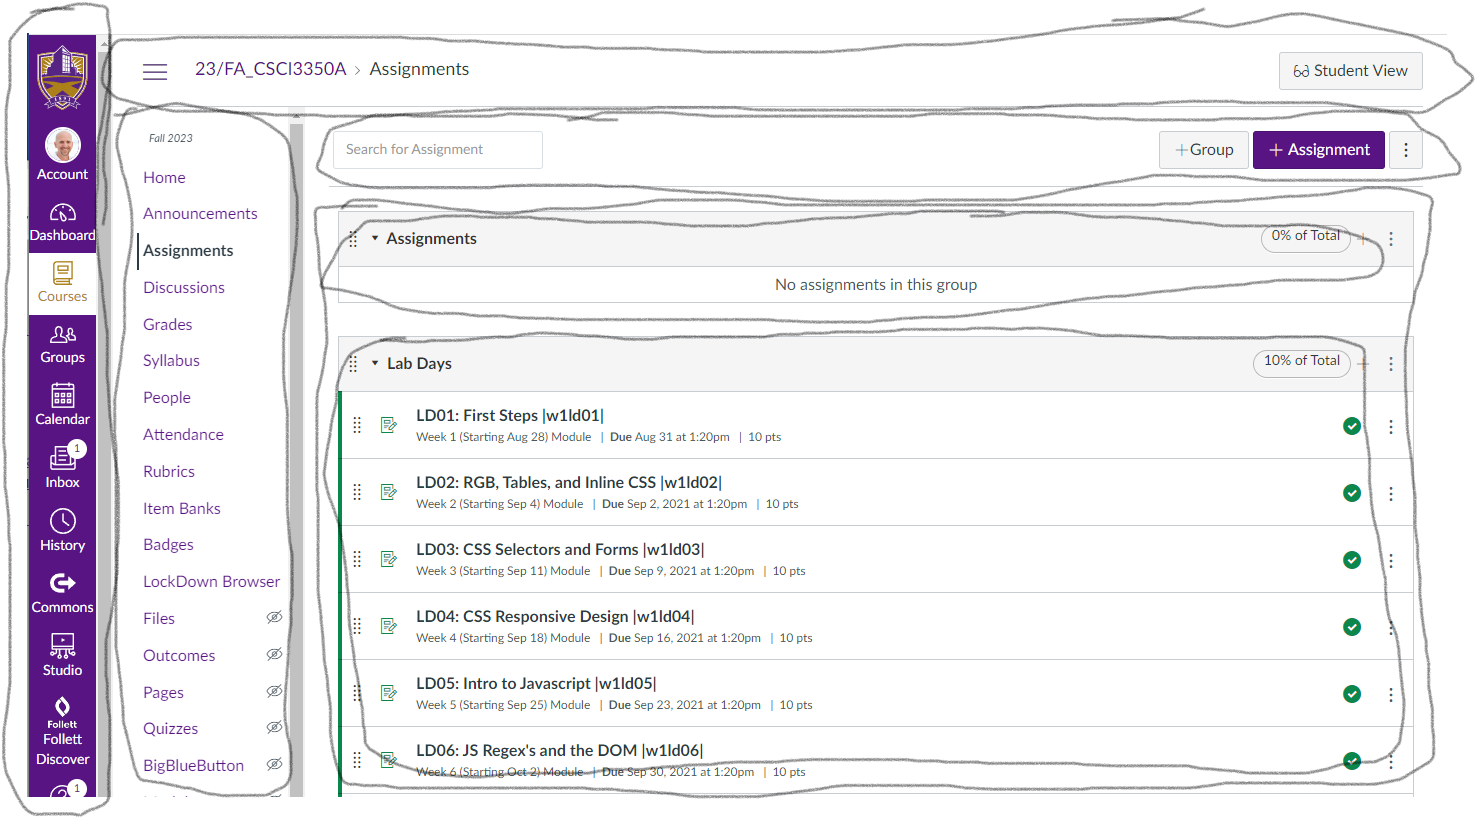 23/FA_CSCI3350A › Assignments
Student View
Account
Dashboard
Courses
Groups
Calendar
1
Inbox
History
Commons
Studio
Follett
Follett
Discover
1
Fall 2023
Home
Announcements
Assignments
Discussions
Grades
Syllabus
People
Attendance
Rubrics
Item Banks
Badges
LockDown Browser
Files
Outcomes
Pages
Quizzes
BigBlueButton
Search for Assignment
+ Group
+ Assignment
Assignments
0% of Total +
No assignments in this group
Lab Days
10% of Total +
LD01: First Steps |w1ld01|
Week 1 (Starting Aug 28) Module | Due Aug 31 at 1:20pm | 10 pts
LD02: RGB, Tables, and Inline CSS |w1ld02|
Week 2 (Starting Sep 4) Module | Due Sep 2, 2021 at 1:20pm | 10 pts
LD03: CSS Selectors and Forms |w1ld03|
Week 3 (Starting Sep 11) Module | Due Sep 9, 2021 at 1:20pm | 10 pts
LD04: CSS Responsive Design |w1ld04|
Week 4 (Starting Sep 18) Module | Due Sep 16, 2021 at 1:20pm | 10 pts
LD05: Intro to Javascript |w1ld05|
Week 5 (Starting Sep 25) Module | Due Sep 23, 2021 at 1:20pm | 10 pts
LD06: JS Regex's and the DOM |w1ld06|
Week 6 (Starting Oct 2) Module | Due Sep 30, 2021 at 1:20pm | 10 pts